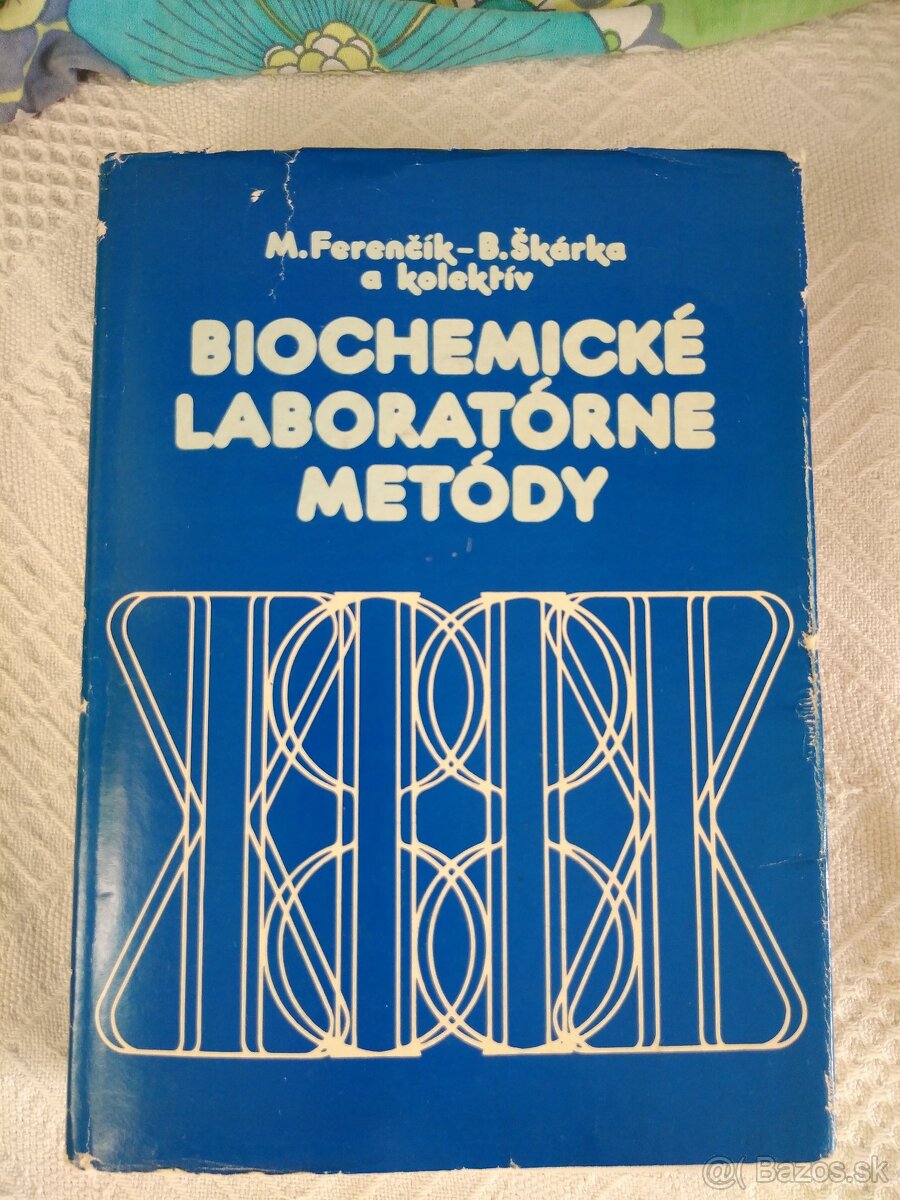 M. Ferenčík – B. Škárka
a kolektív
BIOCHEMICKÉ
LABORATÓRNE
METÓDY
@( Bazos.sk